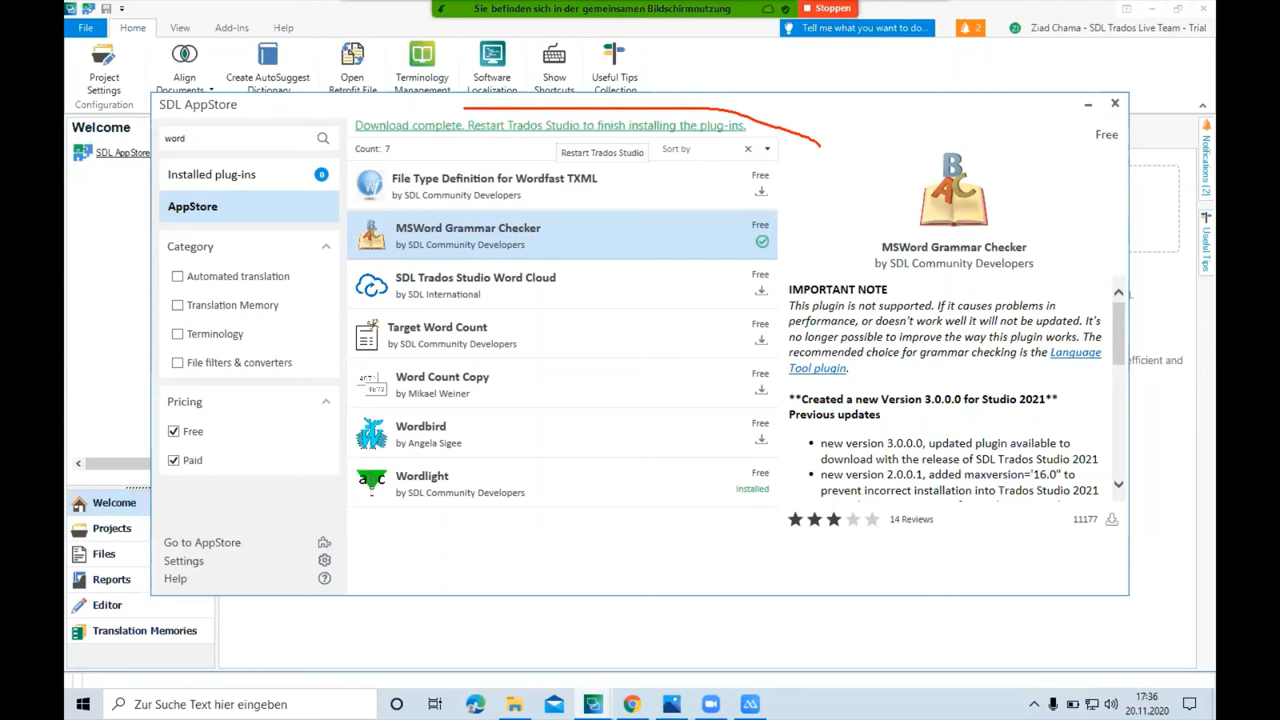 Sie befinden sich in der gemeinsamen Bildschirmnutzung
Stoppen
File
Home
View
Add-Ins
Help
Tell me what you want to do...
2
Ziad Chama - SDL Trados Live Team - Trial
Project
Settings
Align
Documents
Create AutoSuggest
Dictionary
Open
Retrofit File
Terminology
Management
Software
Localization
Show
Shortcuts
Useful Tips
Collection
Configuration
Welcome
SDL AppStore
SDL AppStore
word
Installed plug-ins
0
AppStore
Category
Automated translation
Translation Memory
Terminology
File filters & converters
Pricing
Free
Paid
Go to AppStore
Settings
Help
Download complete. Restart Trados Studio to finish installing the plug-ins.
Count: 7
Restart Trados Studio
Sort by
File Type Definition for Wordfast TXML
by SDL Community Developers
Free
MSWord Grammar Checker
by SDL Community Developers
Free
SDL Trados Studio Word Cloud
by SDL International
Free
Target Word Count
by SDL Community Developers
Free
Word Count Copy
by Mikael Weiner
Free
Wordbird
by Angela Sigee
Free
Wordlight
by SDL Community Developers
Free
Installed
Free
MSWord Grammar Checker
by SDL Community Developers
IMPORTANT NOTE
This plugin is not supported. If it causes problems in
performance, or doesn't work well it will not be updated. It's
no longer possible to improve the way this plugin works. The
recommended choice for grammar checking is the Language
Tool plugin.
**Created a new Version 3.0.0.0 for Studio 2021**
Previous updates
new version 3.0.0.0, updated plugin available to
download with the release of SDL Trados Studio 2021
new version 2.0.0.1, added maxversion='16.0" to
prevent incorrect installation into Trados Studio 2021
14 Reviews
11177
Notifications (2)
Useful Tips
efficient and
Welcome
Projects
Files
Reports
Editor
Translation Memories
Zur Suche Text hier eingeben
17:36
20.11.2020